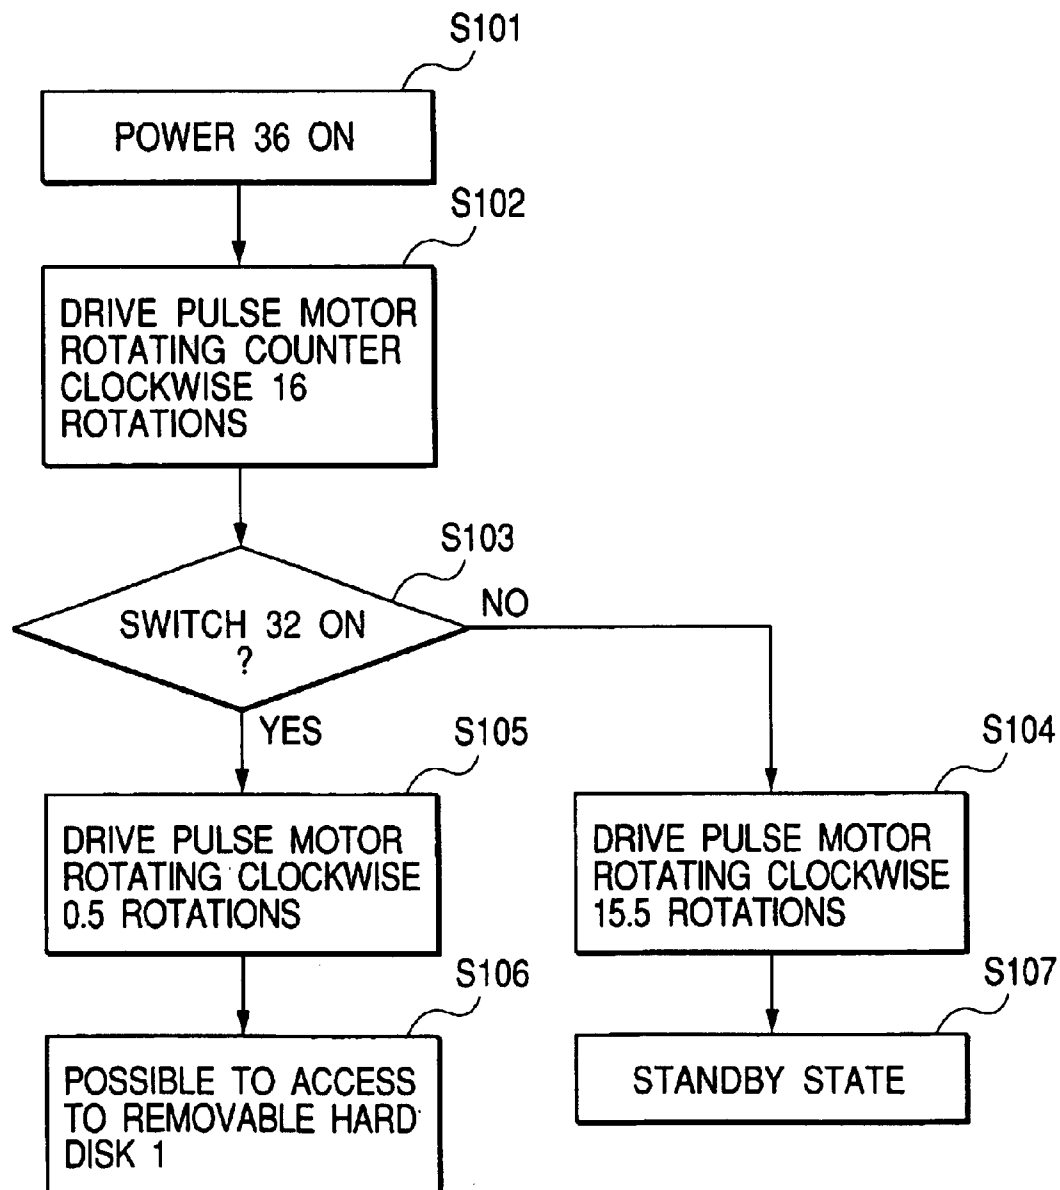 S101
POWER 36 ON
S102
DRIVE PULSE MOTOR
ROTATING COUNTER
CLOCKWISE 16
ROTATIONS
S103
SWITCH 32 ON
?
NO
YES
S105
DRIVE PULSE MOTOR
ROTATING CLOCKWISE
0.5 ROTATIONS
S104
DRIVE PULSE MOTOR
ROTATING CLOCKWISE
15.5 ROTATIONS
S106
POSSIBLE TO ACCESS
TO REMOVABLE HARD
DISK 1
S107
STANDBY STATE